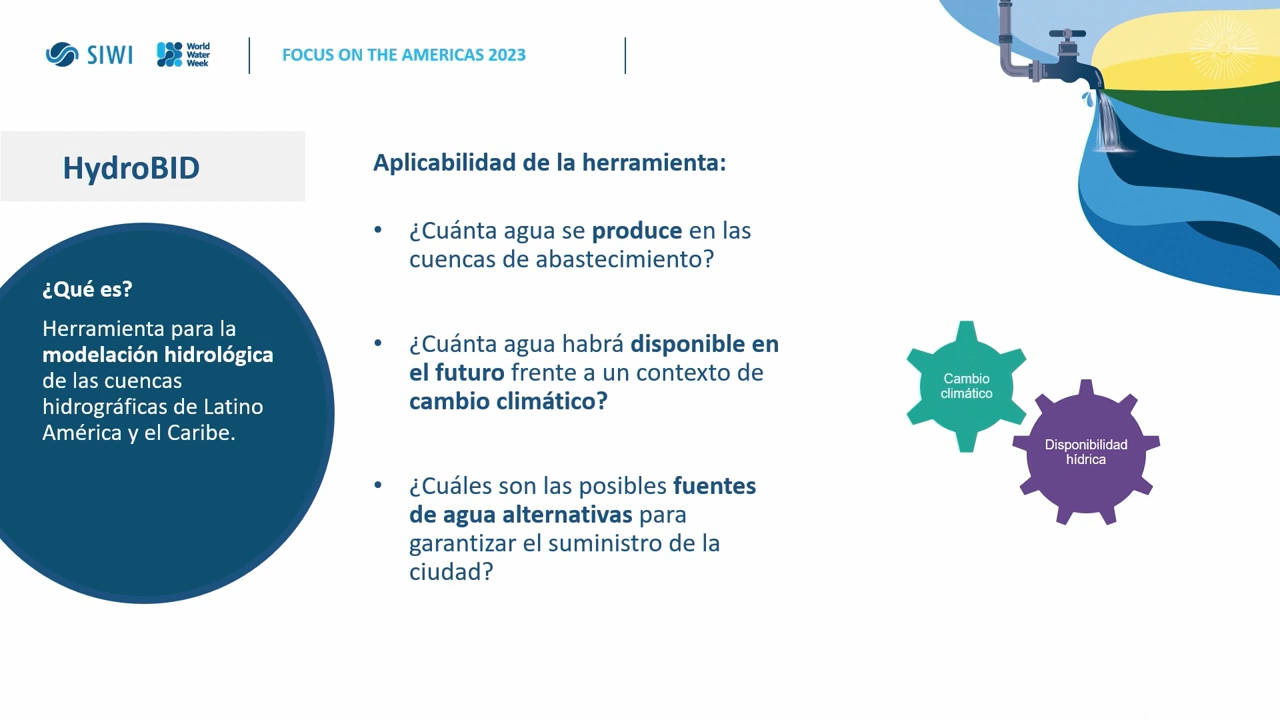 SIWI
World
Water
Week
FOCUS ON THE AMERICAS 2023
HydroBID
¿Qué es?
Herramienta para la
modelación hidrológica
de las cuencas
hidrográficas de Latino
América y el Caribe.
Aplicabilidad de la herramienta:
• ¿Cuánta agua se produce en las
cuencas de abastecimiento?
• ¿Cuánta agua habrá disponible en
el futuro frente a un contexto de
cambio climático?
• ¿Cuáles son las posibles fuentes
de agua alternativas para
garantizar el suministro de la
ciudad?
Cambio
climático
Disponibilidad
hídrica